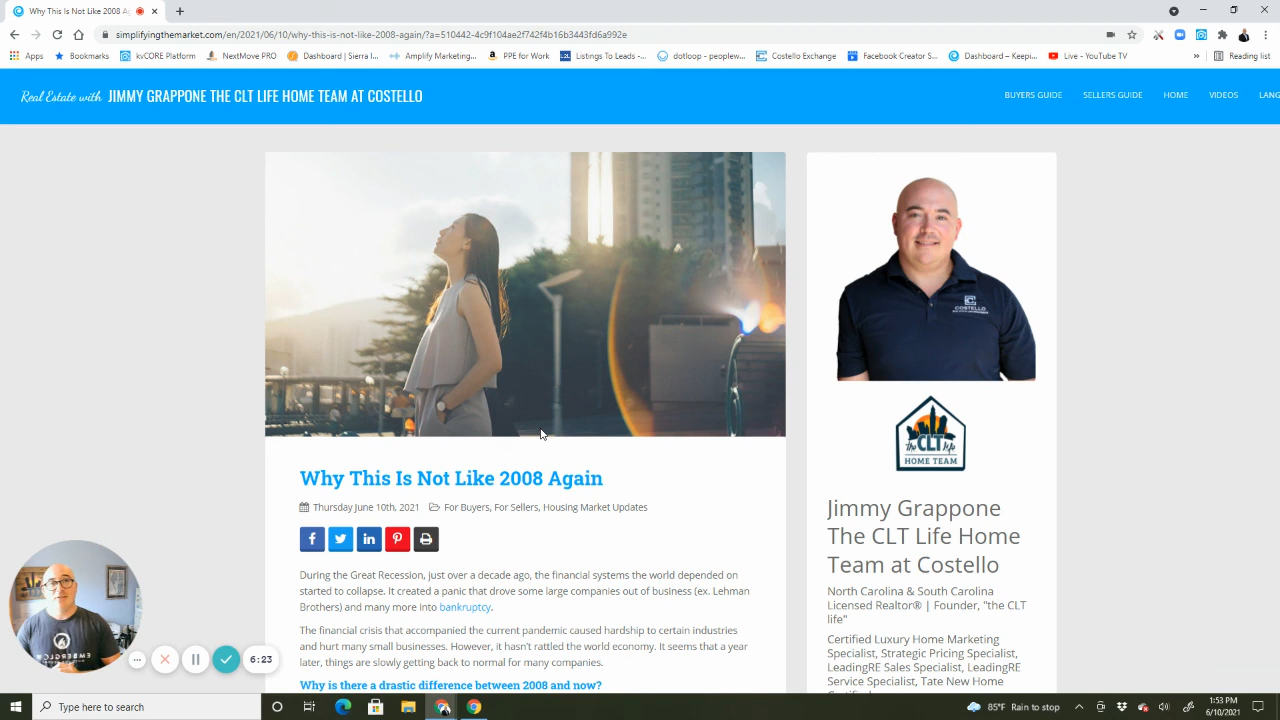 Why This Is Not Like 2008 A
simplifyingthemarket.com/en/2021/06/10/why-this-is-not-like-2008-again/?a=510442-4c9f104ae2f742f4b16b3443fd6a992e
Apps Bookmarks kvCORE Platform NextMove PRO Dashboard | Sierra I... Amplify Marketing... PPE for Work Listings To Leads -... dotloop - peoplew... Costello Exchange Facebook Creator S... Dashboard – Keepi... Live - YouTube TV » Reading list
Real Estate with JIMMY GRAPPONE THE CLT LIFE HOME TEAM AT COSTELLO
BUYERS GUIDE SELLERS GUIDE HOME VIDEOS LANG
COSTELLO
the CLT life
HOME TEAM
Why This Is Not Like 2008 Again
Thursday June 10th, 2021 For Buyers, For Sellers, Housing Market Updates
During the Great Recession, just over a decade ago, the financial systems the world depended on
started to collapse. It created a panic that drove some large companies out of business (ex. Lehman
Brothers) and many more into bankruptcy.
The financial crisis that accompanied the current pandemic caused hardship to certain industries
and hurt many small businesses. However, it hasn't rattled the world economy. It seems that a year
later, things are slowly getting back to normal for many companies.
Why is there a drastic difference between 2008 and now?
Jimmy Grappone
The CLT Life Home
Team at Costello
North Carolina & South Carolina
Licensed Realtor® | Founder, "the CLT
life"
Certified Luxury Home Marketing
Specialist, Strategic Pricing Specialist,
LeadingRE Sales Specialist, LeadingRE
Service Specialist, Tate New Home
6:23
Type here to search
85°F Rain to stop
1:53 PM
6/10/2021